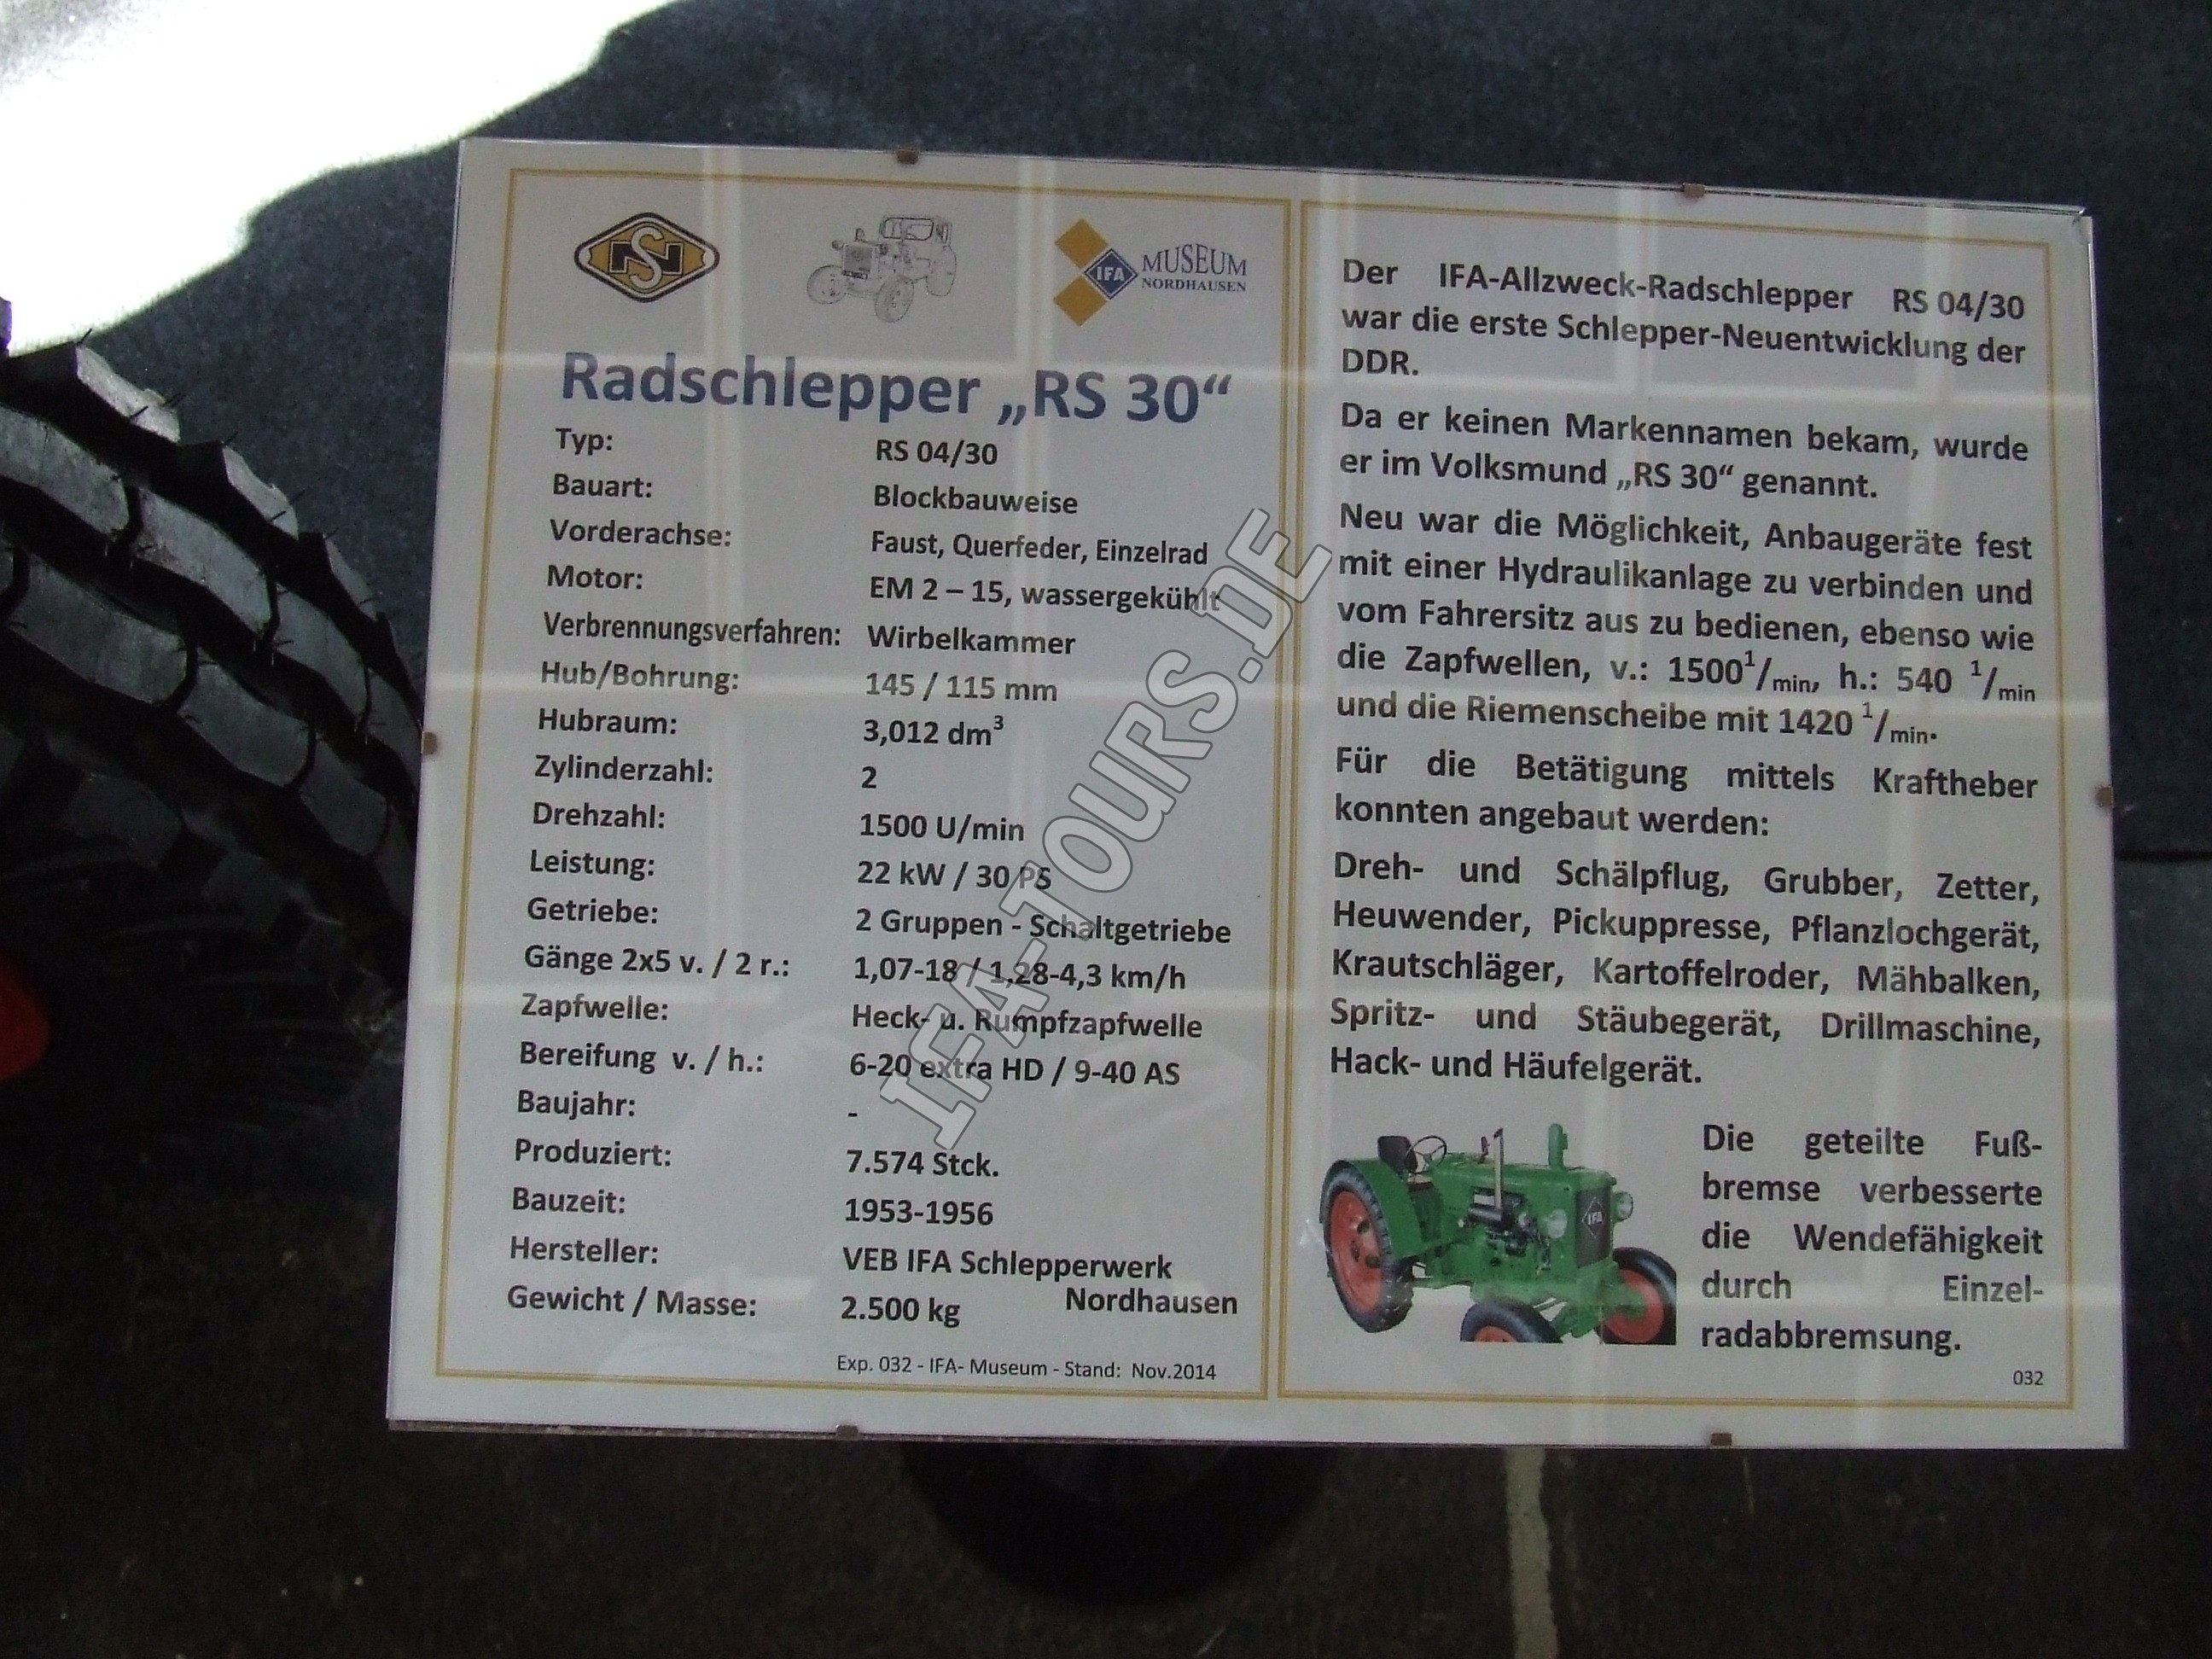 NS
IFA MUSEUM
NORDHAUSEN
Radschlepper „RS 30“
Typ: RS 04/30
Bauart: Blockbauweise
Vorderachse: Faust, Querfeder, Einzelrad
Motor: EM 2 – 15, wassergekühlt
Verbrennungsverfahren: Wirbelkammer
Hub/Bohrung: 145 / 115 mm
Hubraum: 3,012 dm³
Zylinderzahl: 2
Drehzahl: 1500 U/min
Leistung: 22 kW / 30 PS
Getriebe: 2 Gruppen - Schaltgetriebe
Gänge 2x5 v. / 2 r.: 1,07-18 / 1,28-4,3 km/h
Zapfwelle: Heck- u. Rumpfzapfwelle
Bereifung v. / h.: 6-20 extra HD / 9-40 AS
Baujahr: -
Produziert: 7.574 Stck.
Bauzeit: 1953-1956
Hersteller: VEB IFA Schlepperwerk
Nordhausen
Gewicht / Masse: 2.500 kg
Exp. 032 - IFA- Museum - Stand: Nov.2014
Der IFA-Allzweck-Radschlepper RS 04/30
war die erste Schlepper-Neuentwicklung der
DDR.
Da er keinen Markennamen bekam, wurde
er im Volksmund „RS 30“ genannt.
Neu war die Möglichkeit, Anbaugeräte fest
mit einer Hydraulikanlage zu verbinden und
vom Fahrersitz aus zu bedienen, ebenso wie
die Zapfwellen, v.: 1500¹/min, h.: 540 ¹/min
und die Riemenscheibe mit 1420 ¹/min.
Für die Betätigung mittels Kraftheber
konnten angebaut werden:
Dreh- und Schälpflug, Grubber, Zetter,
Heuwender, Pickuppresse, Pflanzlochgerät,
Krautschläger, Kartoffelroder, Mähbalken,
Spritz- und Stäubegerät, Drillmaschine,
Hack- und Häufelgerät.
IFA
Die geteilte Fuß-
bremse verbesserte
die Wendefähigkeit
durch Einzel-
radabbremsung.
032
IFA-TOURS.DE